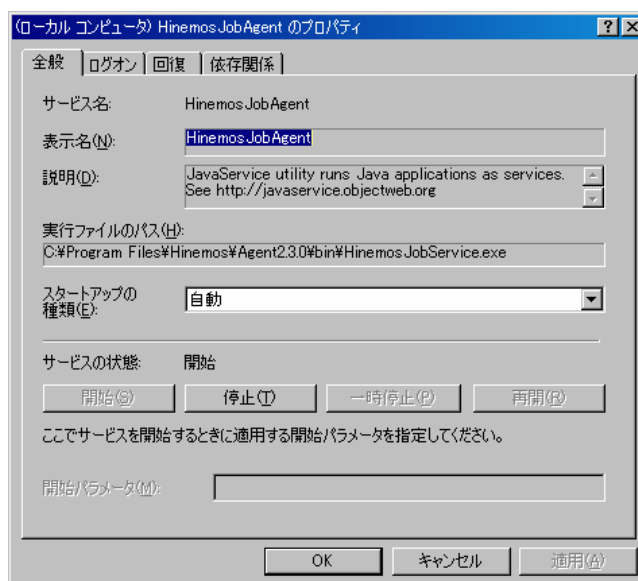 (ローカル コンピュータ) HinemosJobAgent のプロパティ
全般 ログオン 回復 依存関係
サービス名: HinemosJobAgent
表示名(N): HinemosJobAgent
説明(D): JavaService utility runs Java applications as services.
See http://javaservice.objectweb.org
実行ファイルのパス(H):
C:¥Program Files¥Hinemos¥Agent2.3.0¥bin¥HinemosJobService.exe
スタートアップの
種類(E): 自動
サービスの状態: 開始
開始(S) 停止(T) 一時停止(P) 再開(R)
ここでサービスを開始するときに適用する開始パラメータを指定してください。
開始パラメータ(M):
OK キャンセル 適用(A)